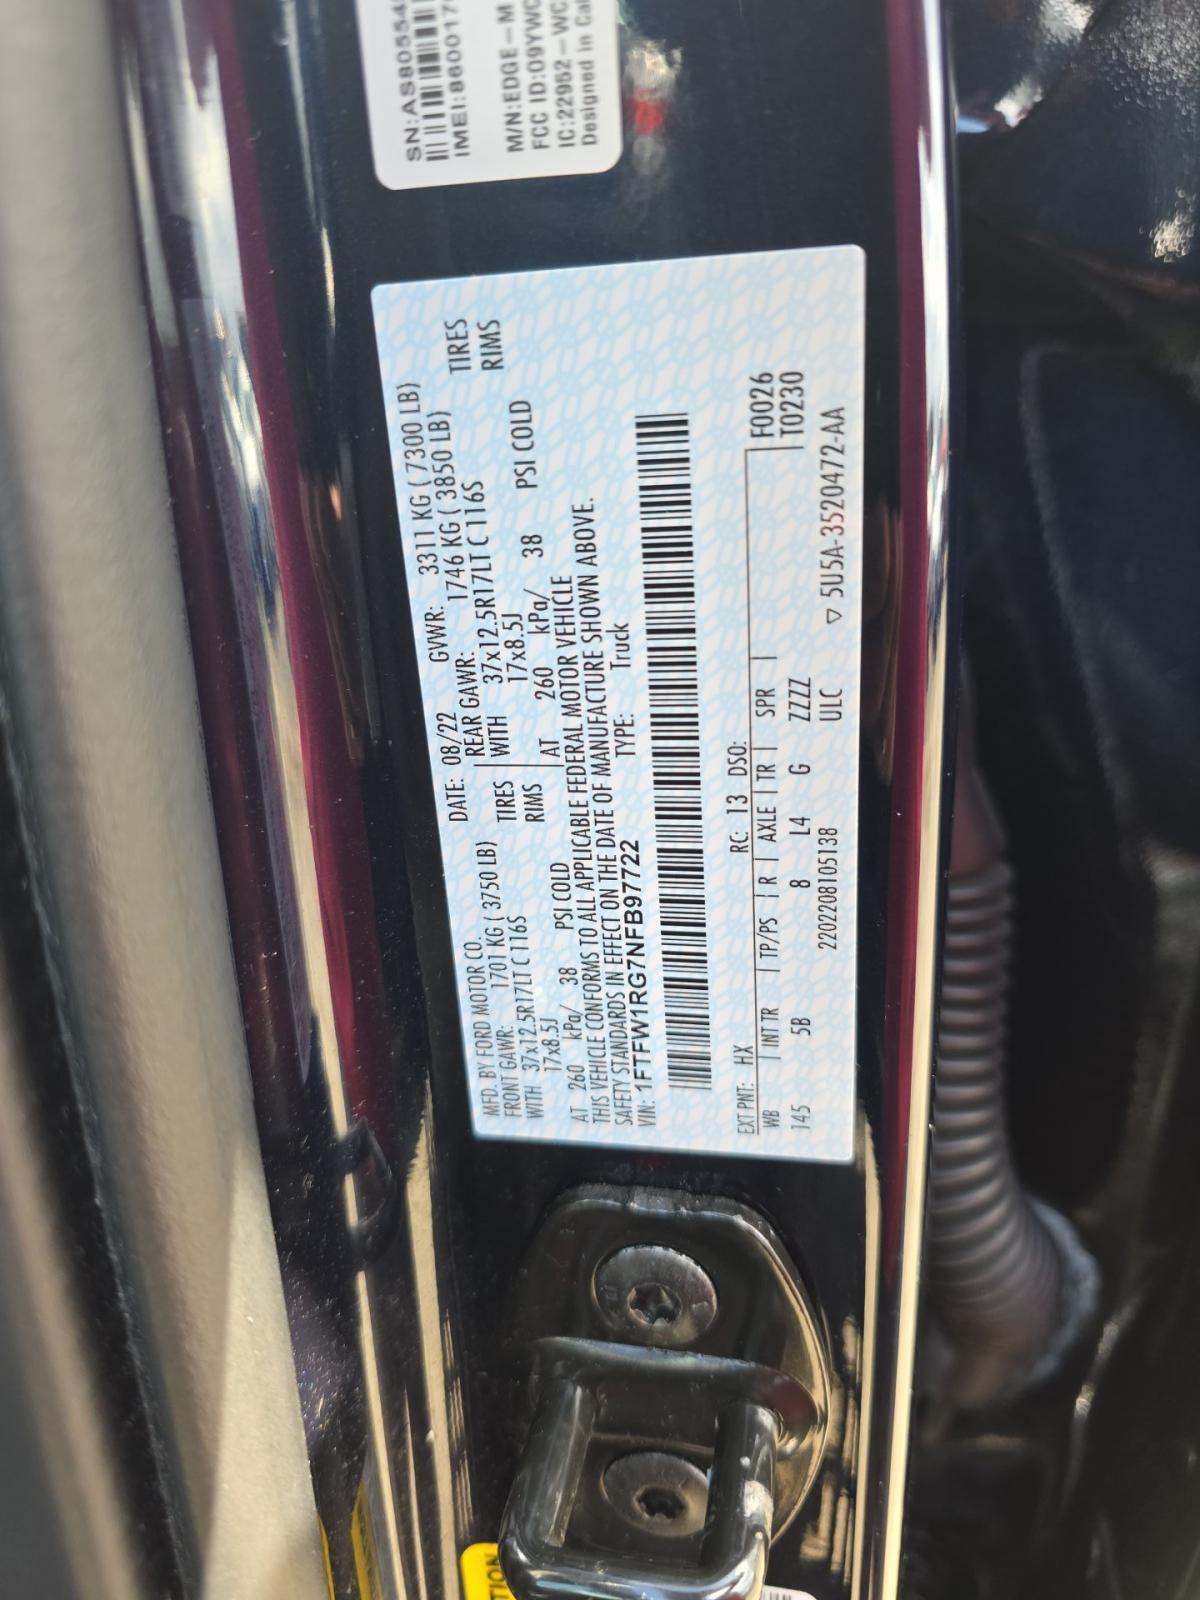 SN:AS80554
IMEI:8600170
M/N:EDGE-M
FCC ID:O9YWC
IC:22952-WC
Designed in Cal
MFD. BY FORD MOTOR CO. DATE: 08/22 GVWR: 3311 KG ( 7300 LB)
FRONT GAWR: 1701 KG ( 3750 LB) REAR GAWR: 1746 KG ( 3850 LB)
WITH 37x12.5R17LT C 116S TIRES WITH 37x12.5R17LT C 116S TIRES
17x8.5J RIMS 17x8.5J RIMS
AT 260 kPa/ 38 PSI COLD AT 260 kPa/ 38 PSI COLD
THIS VEHICLE CONFORMS TO ALL APPLICABLE FEDERAL MOTOR VEHICLE
SAFETY STANDARDS IN EFFECT ON THE DATE OF MANUFACTURE SHOWN ABOVE.
VIN: 1FTFW1RG7NFB97722 TYPE: Truck
EXT PNT: HX RC: 13 DSO: F0026
WB INT TR TP/PS R AXLE TR SPR T0230
145 5B 8 L4 G ZZZZ
2202208105138 ULC ▽ 5U5A-3520472-AA
TION